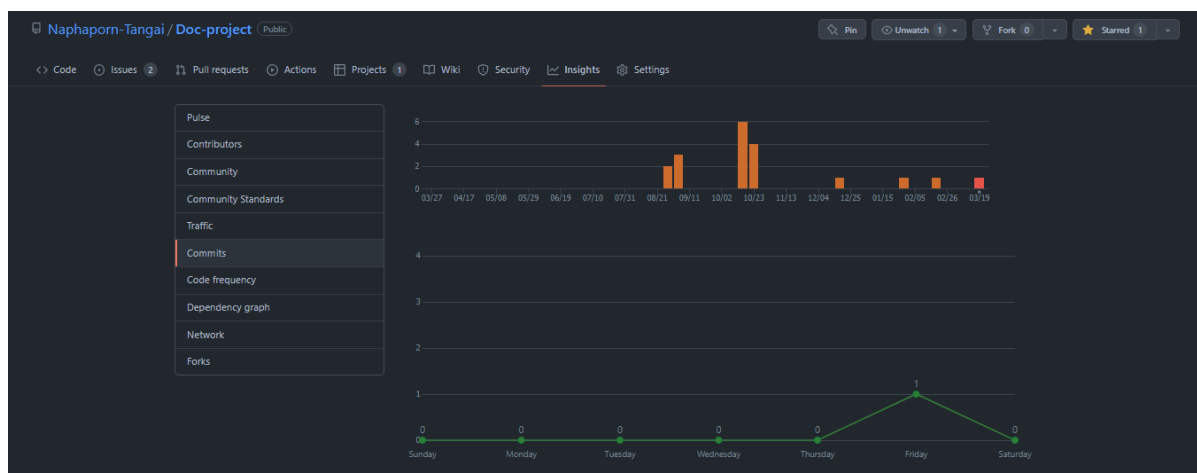 Naphaporn-Tangai / Doc-project Public
Pin
Unwatch 1
Fork 0
Starred 1
Code
Issues 2
Pull requests
Actions
Projects 1
Wiki
Security
Insights
Settings
Pulse
Contributors
Community
Community Standards
Traffic
Commits
Code frequency
Dependency graph
Network
Forks
6
4
2
0
03/27 04/17 05/08 05/29 06/19 07/10 07/31 08/21 09/11 10/02 10/23 11/13 12/04 12/25 01/15 02/05 02/26 03/19
4
3
2
1
0
0 0 0 0 0 1 0
Sunday Monday Tuesday Wednesday Thursday Friday Saturday